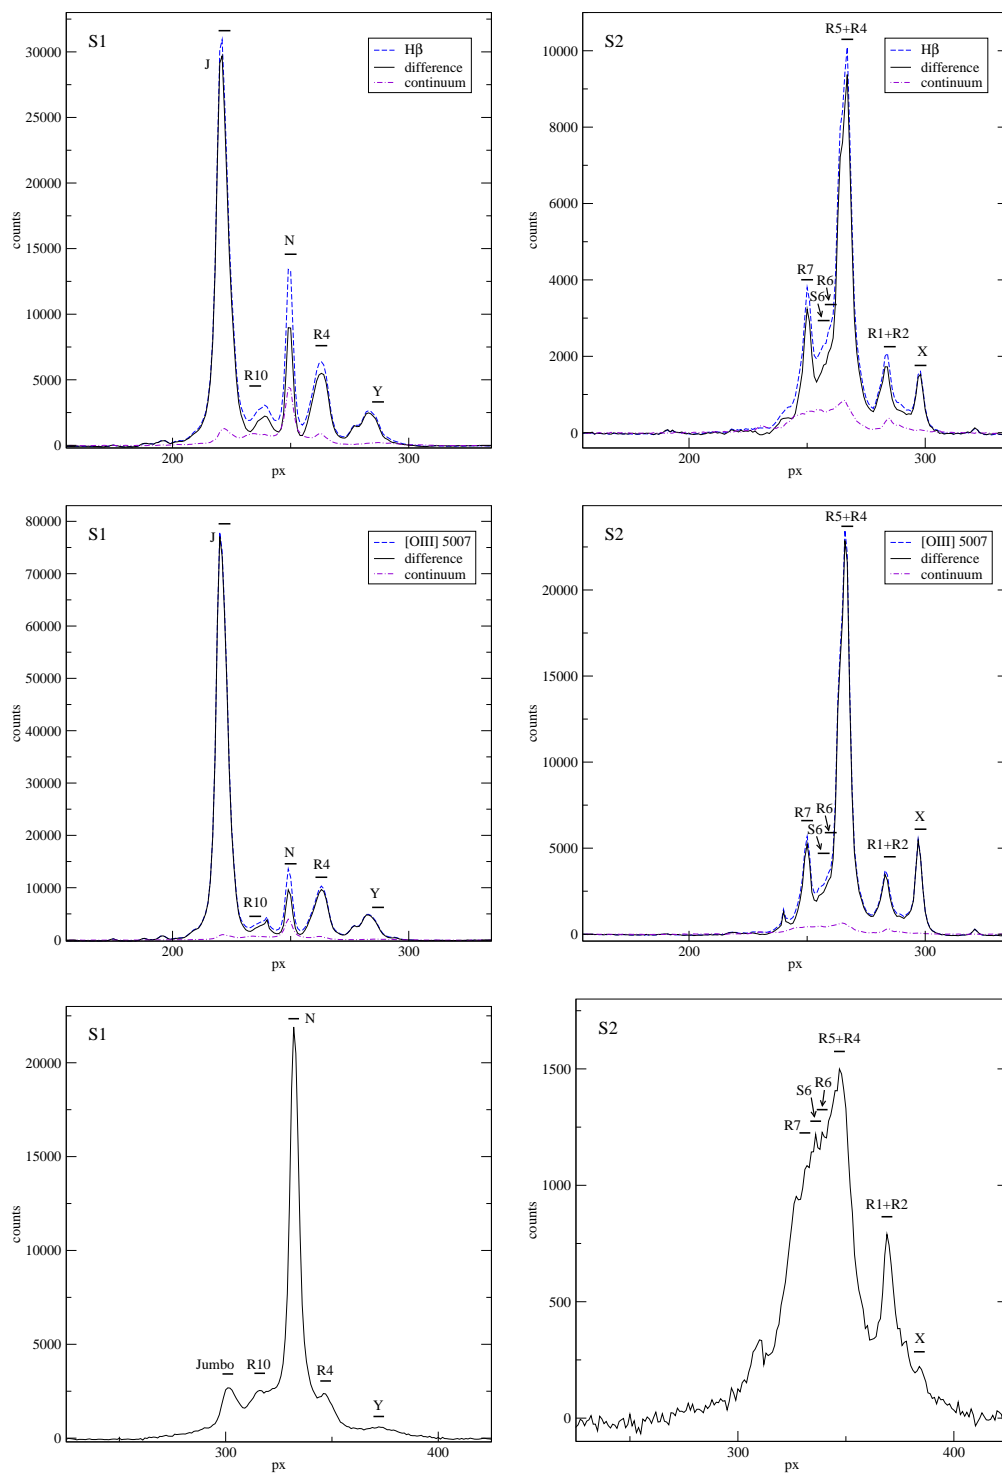 S1
Hβ
difference
continuum
J
R10
N
R4
Y
30000
25000
20000
15000
10000
5000
0
counts
200
300
px
S2
Hβ
difference
continuum
R5+R4
R7
S6
R6
R1+R2
X
10000
8000
6000
4000
2000
0
counts
200
300
px
S1
[OIII] 5007
difference
continuum
J
R10
N
R4
Y
80000
70000
60000
50000
40000
30000
20000
10000
0
counts
200
300
px
S2
[OIII] 5007
difference
continuum
R5+R4
R7
S6
R6
R1+R2
X
20000
15000
10000
5000
0
counts
200
300
px
S1
N
Jumbo
R10
R4
Y
20000
15000
10000
5000
0
counts
300
400
px
S2
R5+R4
S6
R6
R7
R1+R2
X
1500
1000
500
0
counts
300
400
px